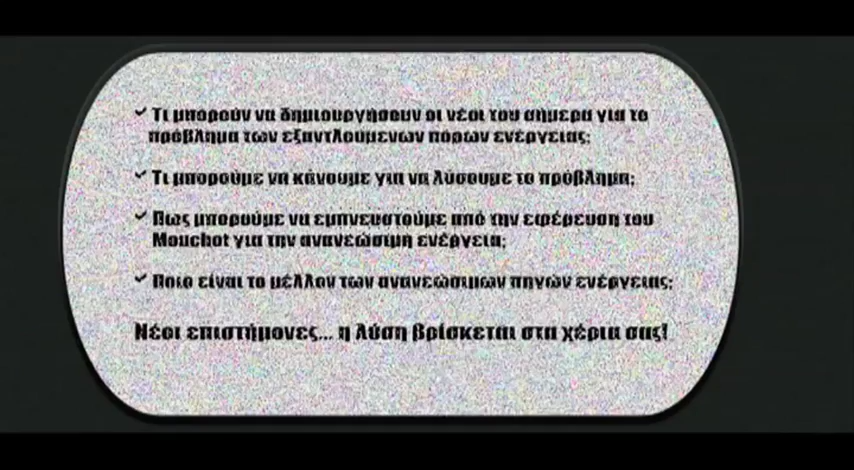 ✓ Τι μπορούν να δημιουργήσουν οι νέοι του σήμερα για το
πρόβλημα των εξαντλουμενων πόρων ενέργειας;
✓ Τι μπορούμε να κάνουμε για να λύσουμε το πρόβλημα;
✓ Πως μπορούμε να εμπνευστούμε από την εφέρευση του
Mouchot για την ανανεώσιμη ενέργεια;
✓ Ποιο είναι το μέλλον των ανανεώσιμων πηγών ενέργειας;
Νέοι επιστήμονες... η λύση βρίσκεται στα χέρια σας!